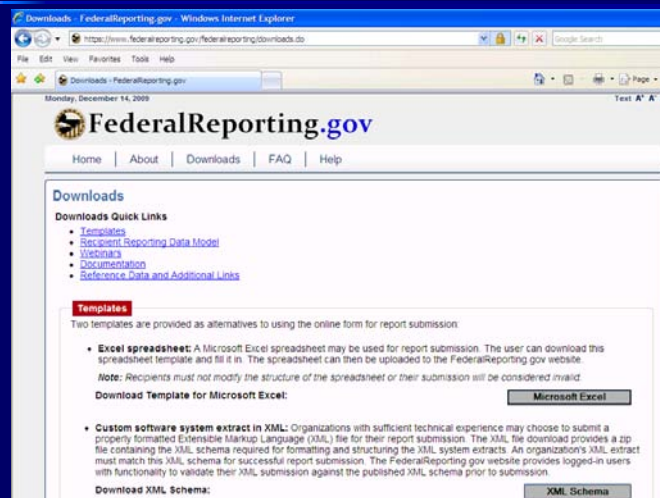 Downloads - FederalReporting.gov - Windows Internet Explorer
https://www.federalreporting.gov/federalreporting/downloads.do
Google Search
File Edit View Favorites Tools Help
Downloads - FederalReporting.gov
Page
Monday, December 14, 2009
Text A+ A
FederalReporting.gov
Home | About | Downloads | FAQ | Help
Downloads
Downloads Quick Links
• Templates
• Recipient Reporting Data Model
• Webinars
• Documentation
• Reference Data and Additional Links
Templates
Two templates are provided as alternatives to using the online form for report submission:
• Excel spreadsheet: A Microsoft Excel spreadsheet may be used for report submission. The user can download this
spreadsheet template and fill it in. The spreadsheet can then be uploaded to the FederalReporting.gov website.
Note: Recipients must not modify the structure of the spreadsheet or their submission will be considered invalid.
Download Template for Microsoft Excel: Microsoft Excel
• Custom software system extract in XML: Organizations with sufficient technical experience may choose to submit a
properly formatted Extensible Markup Language (XML) file for their report submission. The XML file download provides a zip
file containing the XML schema required for formatting and structuring the XML system extracts. An organization's XML extract
must match this XML schema for successful report submission. The FederalReporting.gov website provides logged-in users
with functionality to validate their XML submission against the published XML schema prior to submission.
Download XML Schema: XML Schema